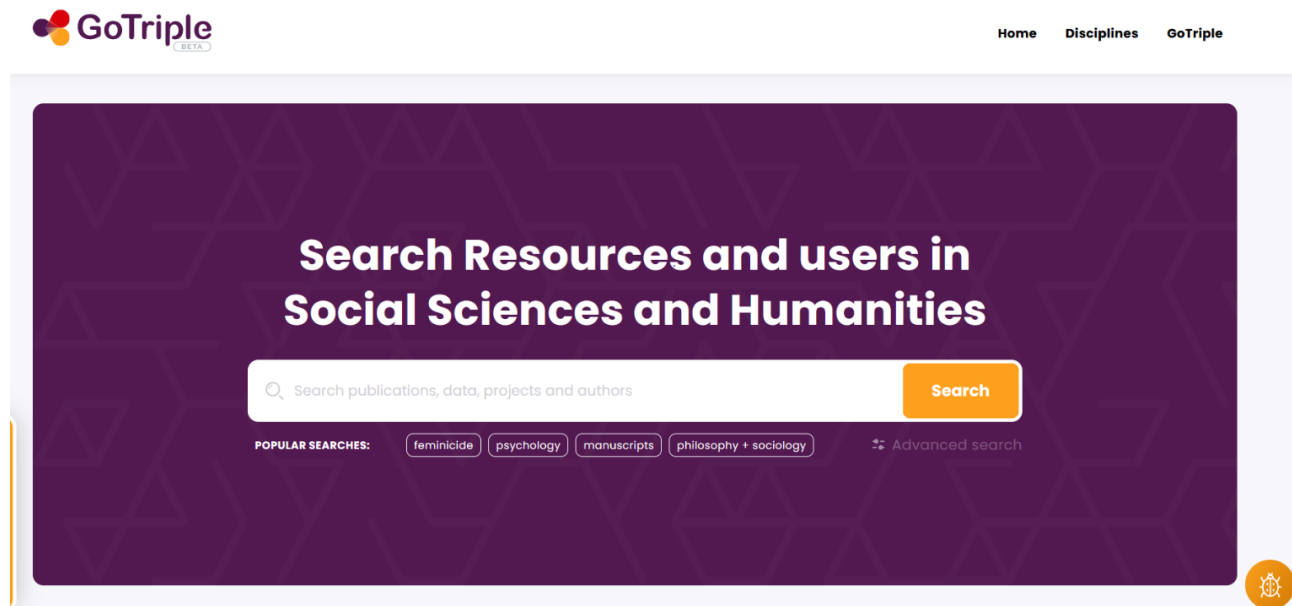 GoTriple
BETA
Home Disciplines GoTriple
Search Resources and users in
Social Sciences and Humanities
Search publications, data, projects and authors
Search
POPULAR SEARCHES: feminicide psychology manuscripts philosophy + sociology Advanced search